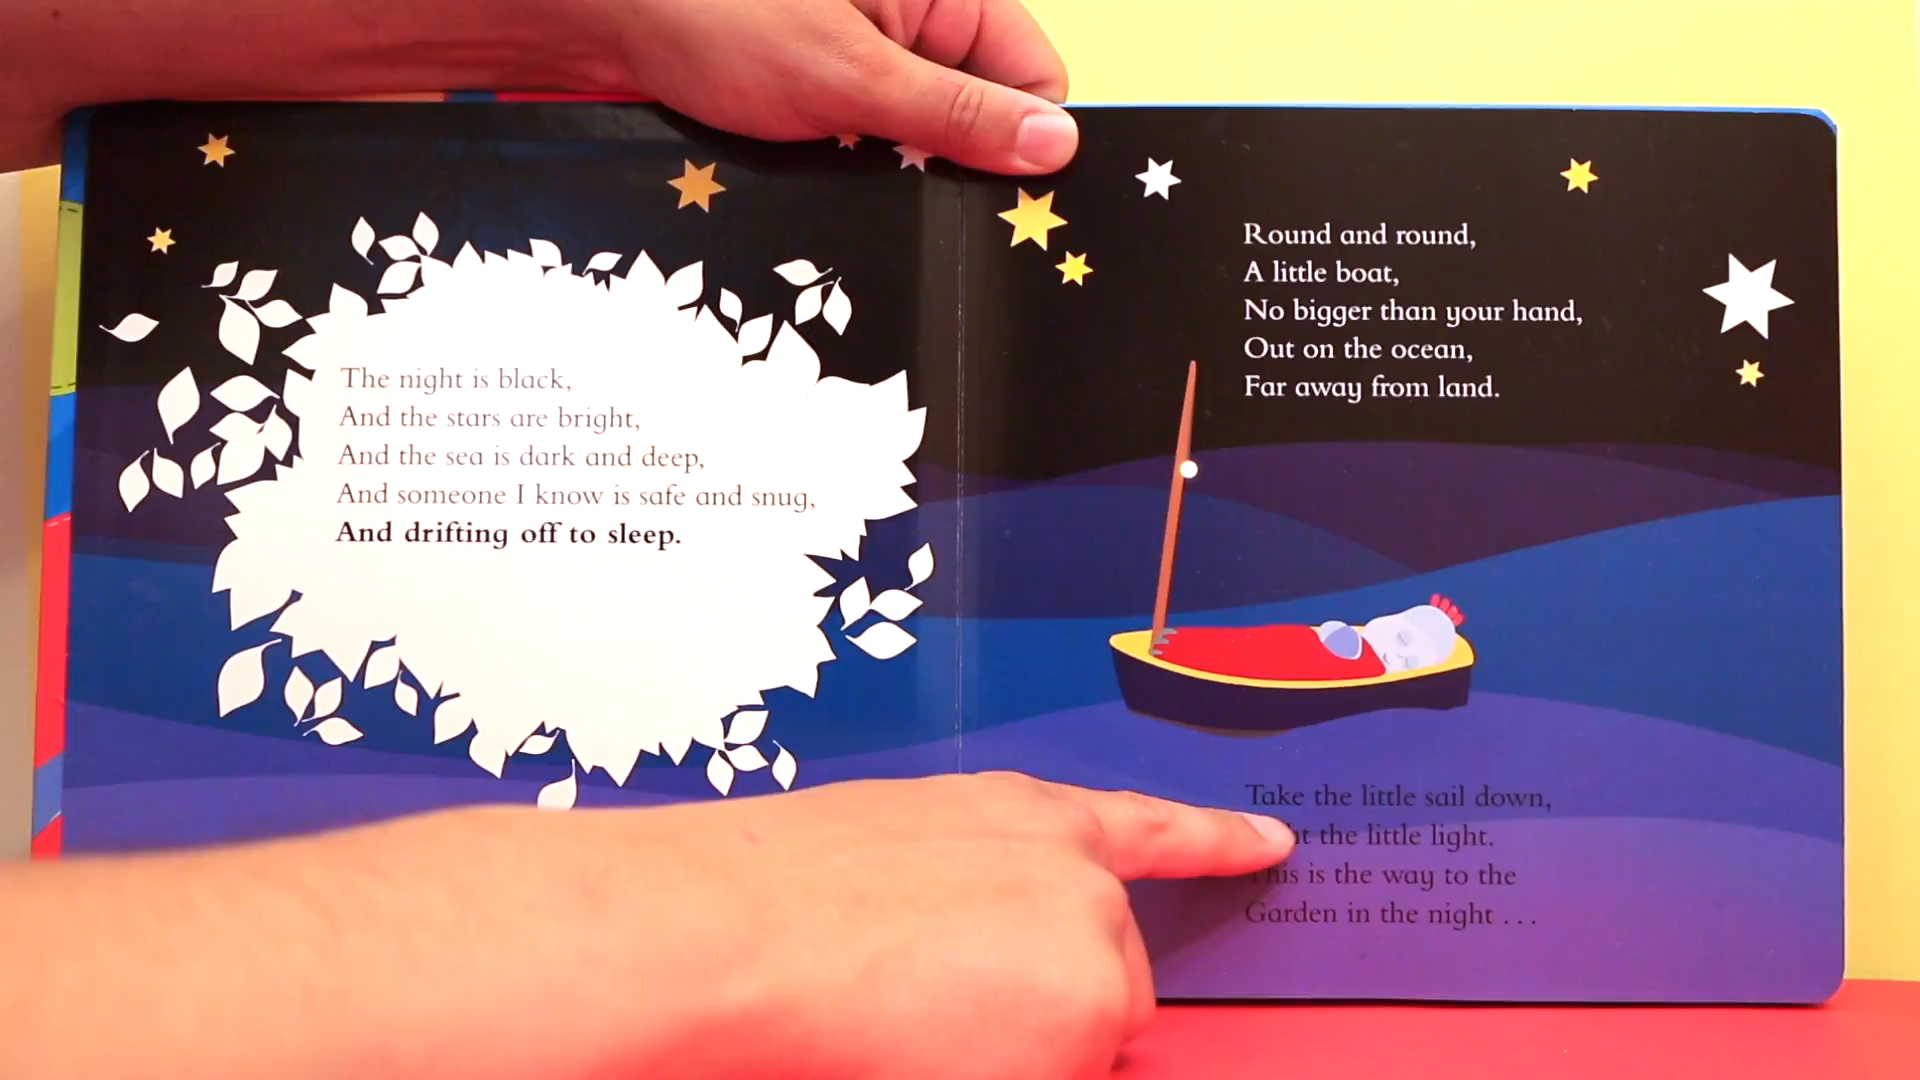 The night is black,
And the stars are bright,
And the sea is dark and deep,
And someone I know is safe and snug,
And drifting off to sleep.
Round and round,
A little boat,
No bigger than your hand,
Out on the ocean,
Far away from land.
Take the little sail down,
the little light.
This is the way to the
Garden in the night ...